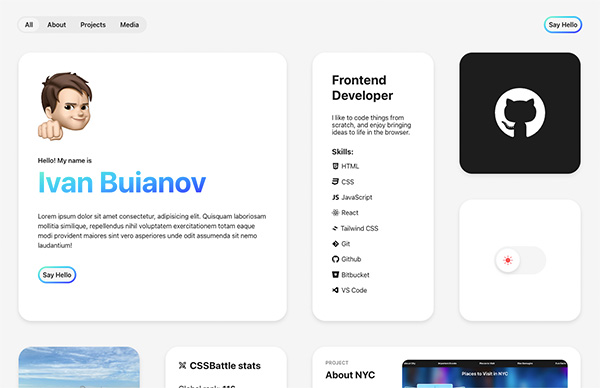 All About Projects Media
Say Hello
Hello! My name is
Ivan Buianov
Lorem ipsum dolor sit amet consectetur, adipisicing elit. Quisquam laboriosam
mollitia similique, repellendus nihil voluptatem exercitationem totam eaque
modi provident maiores sint vero asperiores unde odit assumenda sit nemo
laudantium!
Say Hello
Frontend
Developer
I like to code things from
scratch, and enjoy bringing
ideas to life in the browser.
Skills:
HTML
CSS
JavaScript
React
Tailwind CSS
Git
Github
Bitbucket
VS Code
CSSBattle stats
PROJECT
About NYC
Places to Visit in NYC